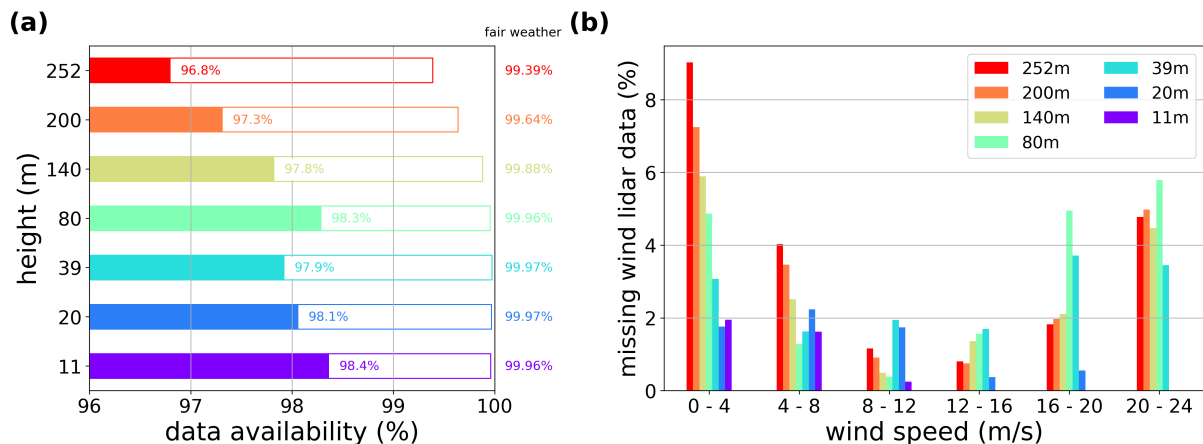 (a)
fair weather
252
96.8%
99.39%
200
97.3%
99.64%
140
97.8%
99.88%
80
98.3%
99.96%
39
97.9%
99.97%
20
98.1%
99.97%
11
98.4%
99.96%
height (m)
96 97 98 99 100
data availability (%)
(b)
252m
200m
140m
80m
39m
20m
11m
missing wind lidar data (%)
8
6
4
2
0
0 - 4 4 - 8 8 - 12 12 - 16 16 - 20 20 - 24
wind speed (m/s)